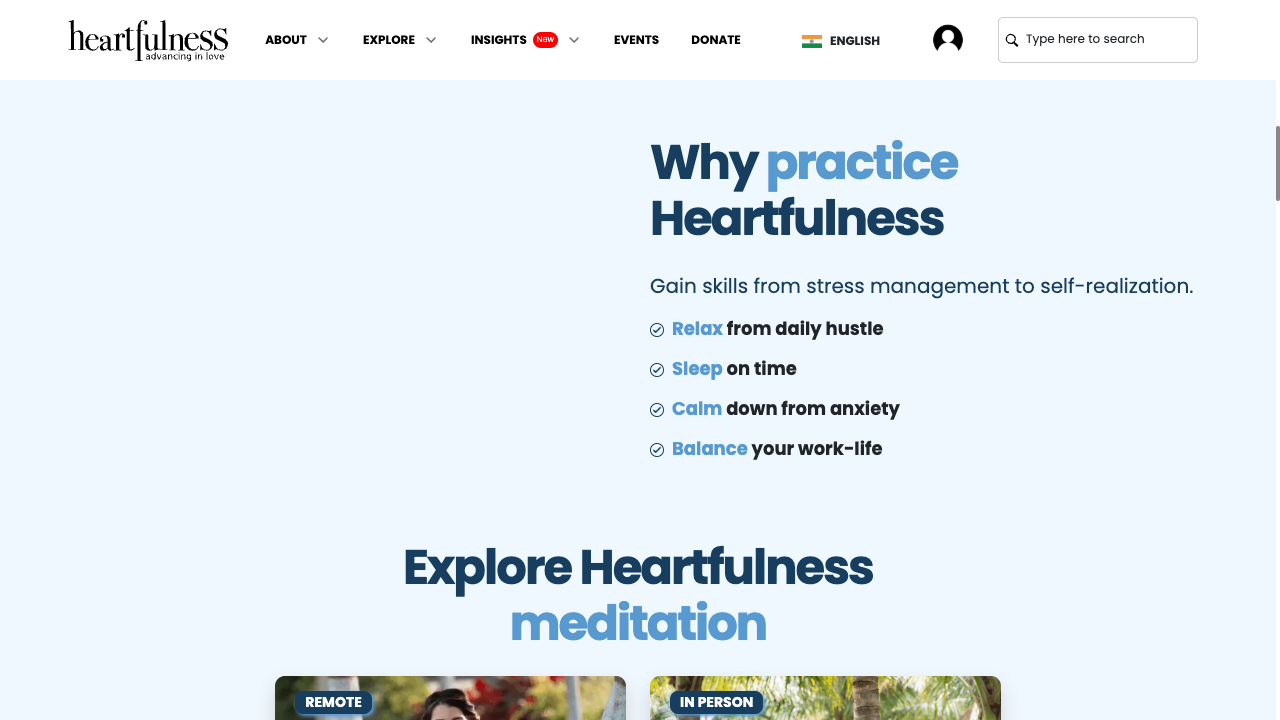 heartfulness
advancing in love
ABOUT
EXPLORE
INSIGHTS New
EVENTS
DONATE
ENGLISH
Type here to search
Why practice
Heartfulness
Gain skills from stress management to self-realization.
Relax from daily hustle
Sleep on time
Calm down from anxiety
Balance your work-life
Explore Heartfulness
meditation
REMOTE
IN PERSON